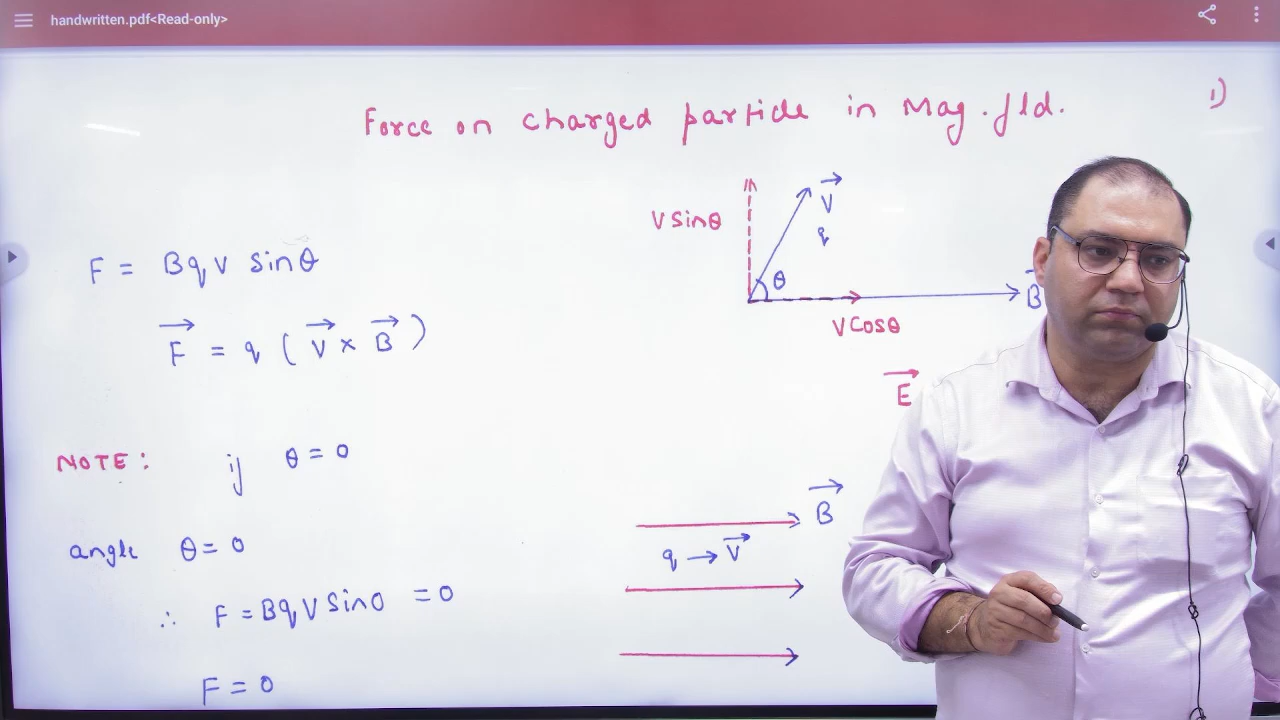 handwritten.pdf<Read-only>
1)
Force on charged particle in Mag. fld.
V
V sinθ
q
F = Bqv sinθ
θ
B
V cosθ
F = q ( V × B )
E
NOTE: if θ = 0
B
angle θ = 0
q → V
∴ F = BqV sin0 = 0
F = 0